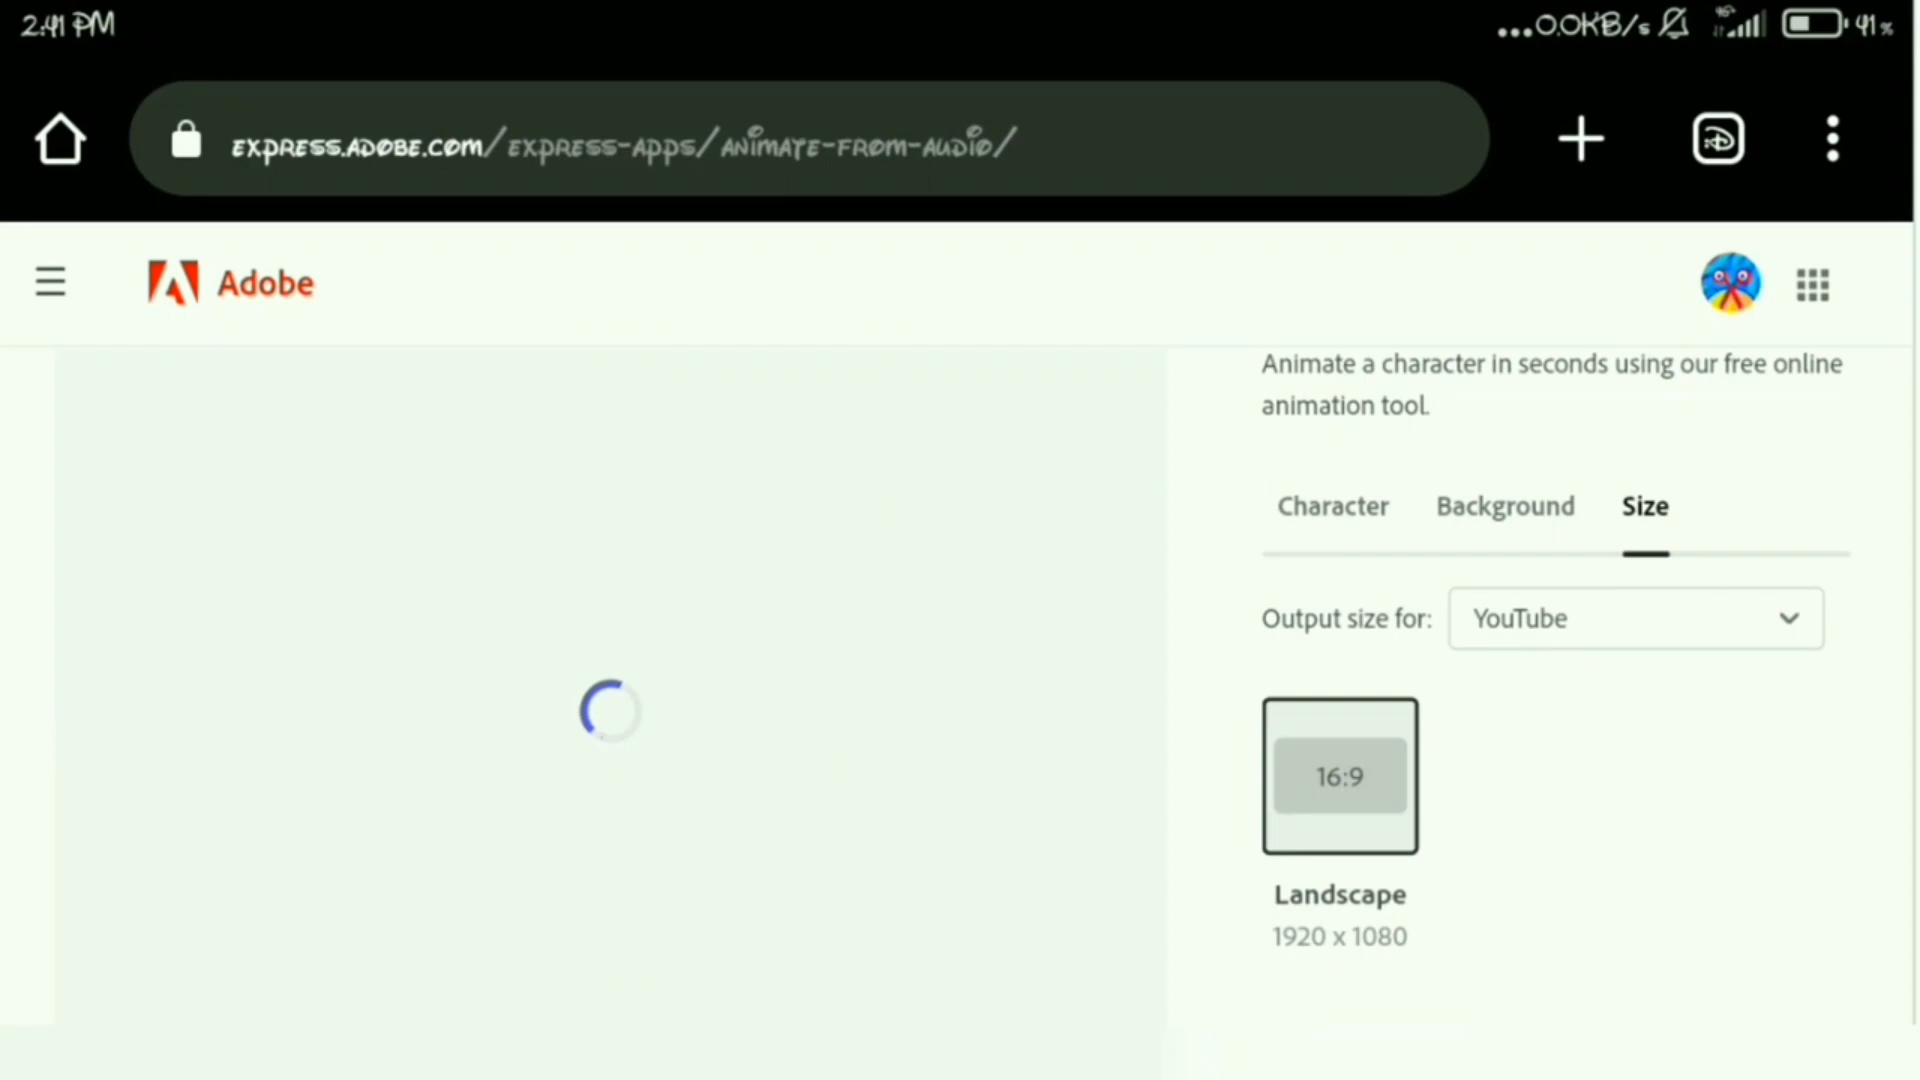 2:41 PM
...0.0KB/s 4G 41%
express.adobe.com/express-apps/animate-from-audio/
Adobe
Animate a character in seconds using our free online
animation tool.
Character Background Size
Output size for: YouTube
16:9
Landscape
1920 x 1080